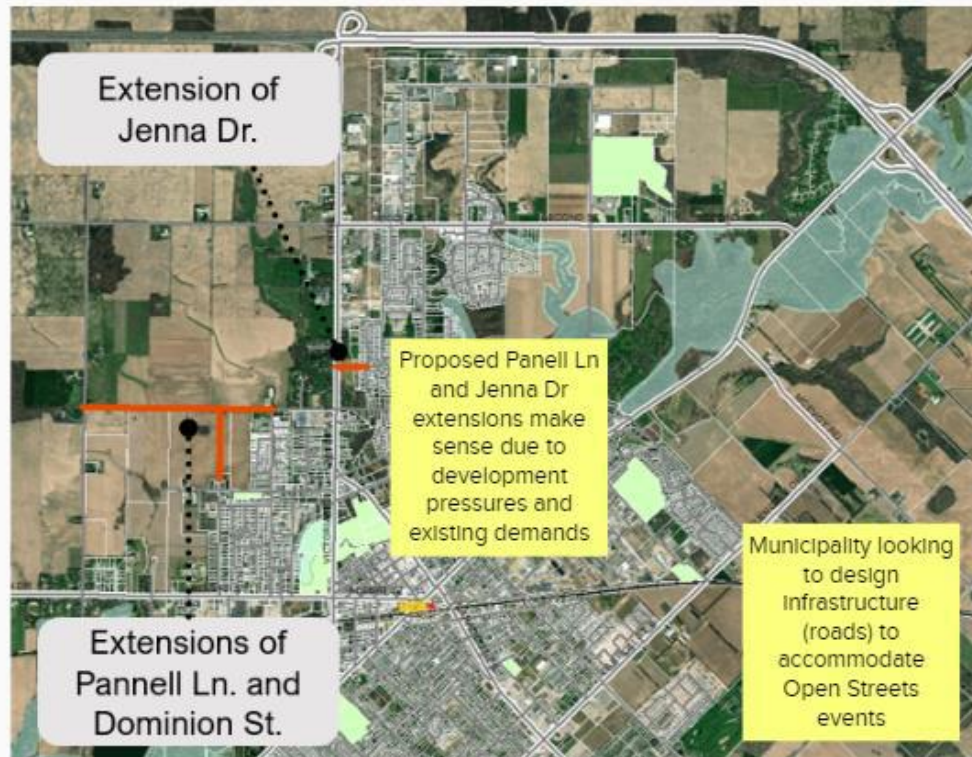 Extension of
Jenna Dr.
SECOND
Proposed Panell Ln
and Jenna Dr
extensions make
sense due to
development
pressures and
existing demands
Municipality looking
to design
infrastructure
(roads) to
accommodate
Open Streets
events
Extensions of
Pannell Ln. and
Dominion St.